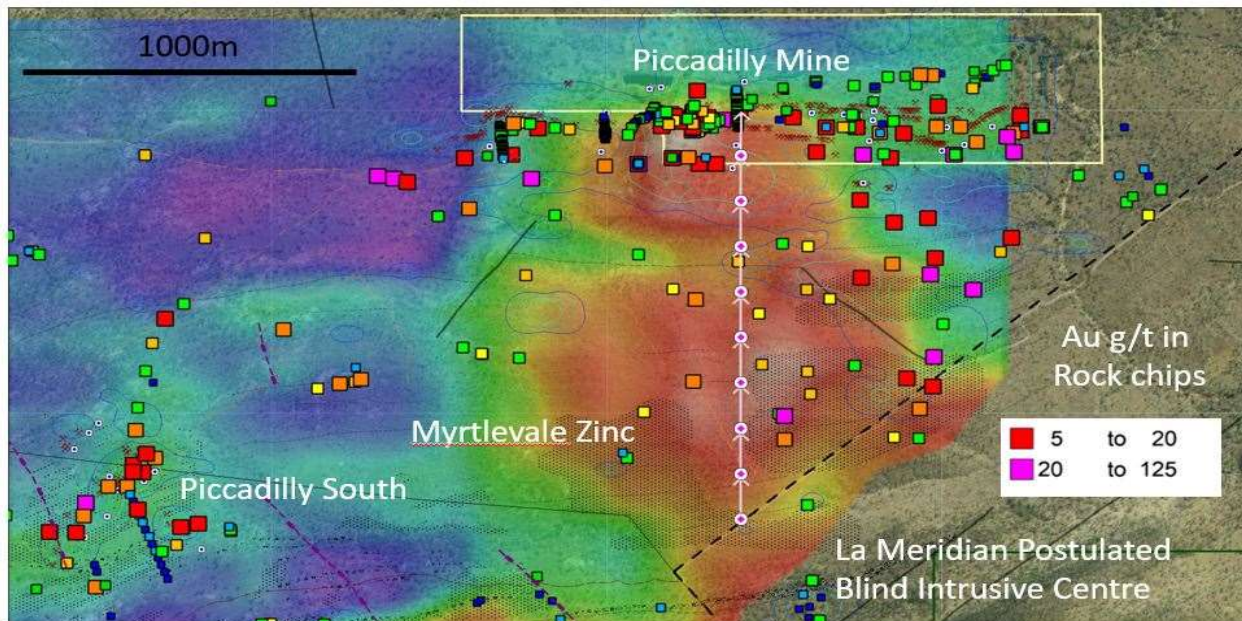 1000m
Piccadilly Mine
Au g/t in
Rock chips
5 to 20
20 to 125
Myrtlevale Zinc
Piccadilly South
La Meridian Postulated
Blind Intrusive Centre